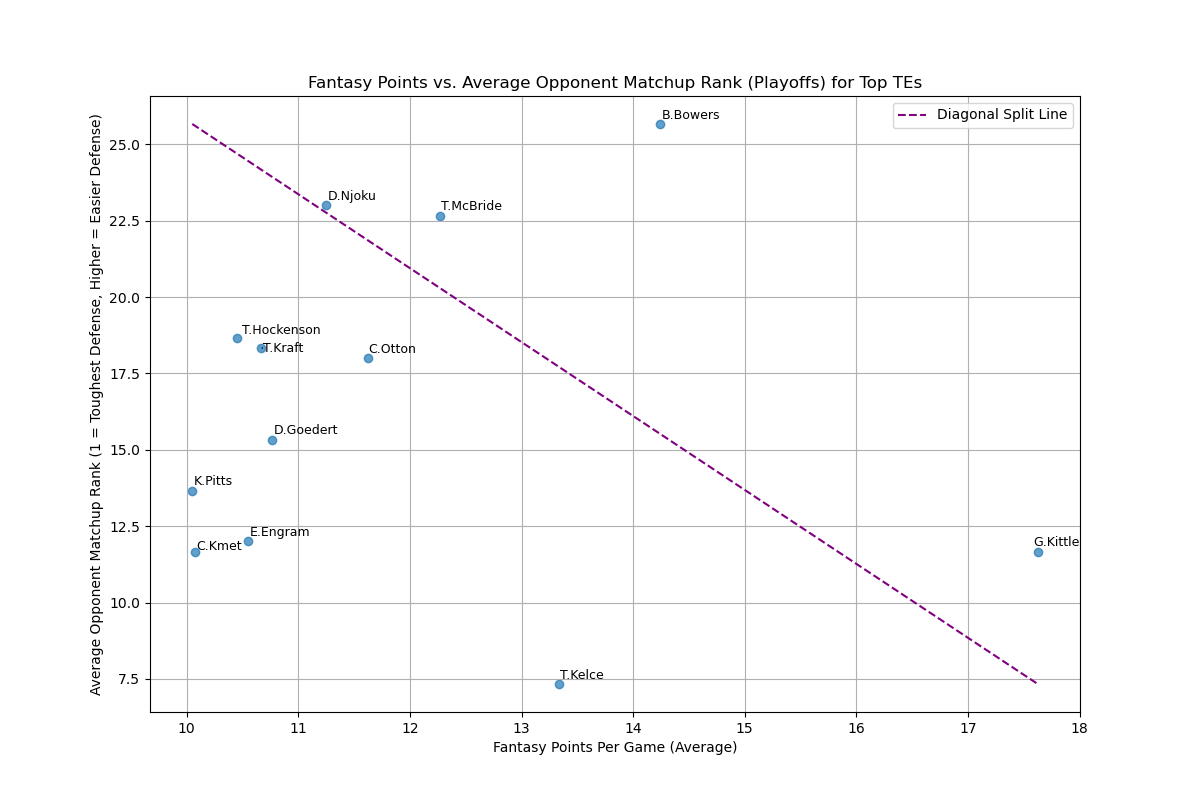 Fantasy Points vs. Average Opponent Matchup Rank (Playoffs) for Top TEs
Diagonal Split Line
Average Opponent Matchup Rank (1 = Toughest Defense, Higher = Easier Defense)
25.0
22.5
20.0
17.5
15.0
12.5
10.0
7.5
B.Bowers
D.Njoku
T.McBride
T.Hockenson
T.Kraft
C.Otton
D.Goedert
K.Pitts
E.Engram
C.Kmet
G.Kittle
T.Kelce
10 11 12 13 14 15 16 17 18
Fantasy Points Per Game (Average)